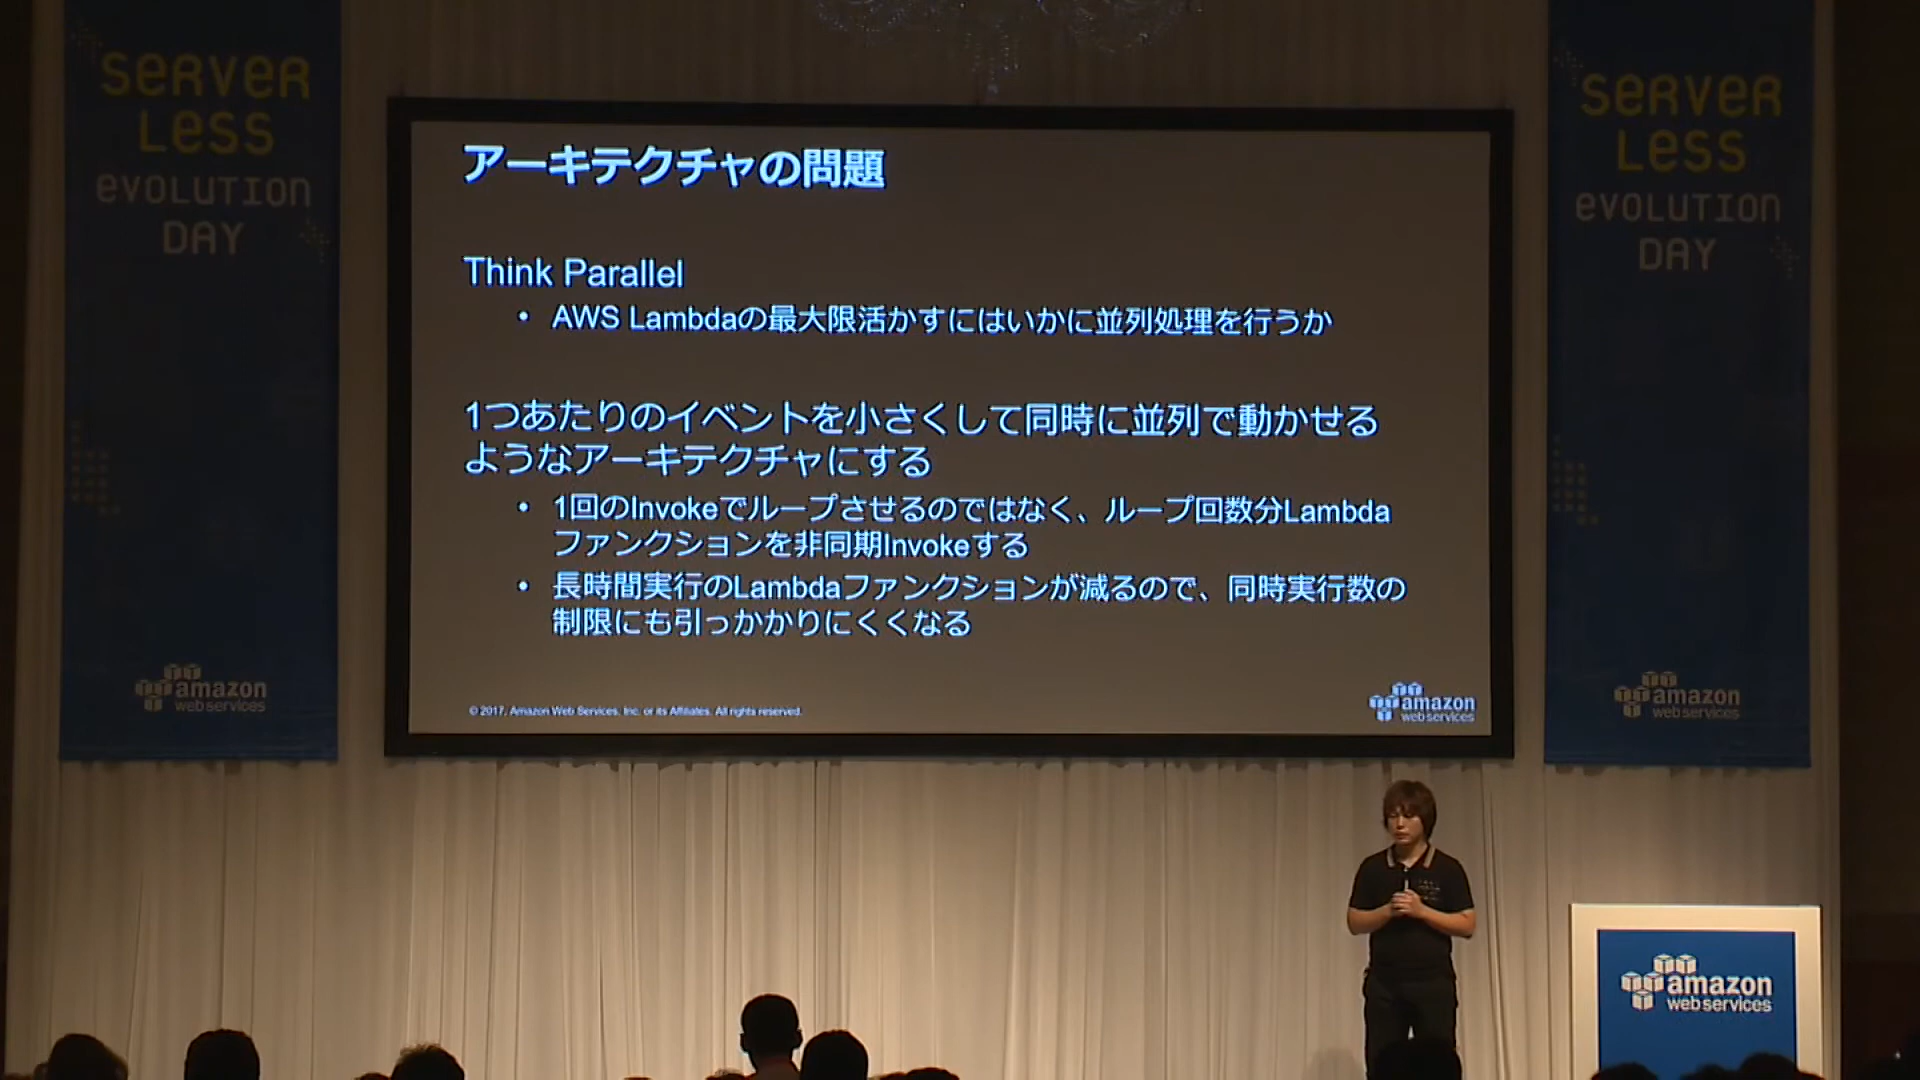 SERVER
LESS
EVOLUTION
DAY
amazon
web services
アーキテクチャの問題
Think Parallel
• AWS Lambdaの最大限活かすにはいかに並列処理を行うか
1つあたりのイベントを小さくして同時に並列で動かせる
ようなアーキテクチャにする
• 1回のInvokeでループさせるのではなく、ループ回数分Lambda
ファンクションを非同期Invokeする
• 長時間実行のLambdaファンクションが減るので、同時実行数の
制限にも引っかかりにくくなる
© 2017, Amazon Web Services, Inc. or its Affiliates. All rights reserved.
amazon
web services
SERVER
LESS
EVOLUTION
DAY
amazon
web services
amazon
web services